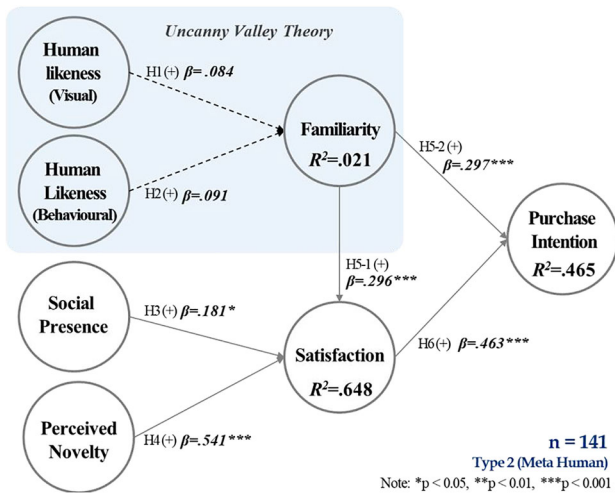 Uncanny Valley Theory
Human
likeness
(Visual)
H1(+) β=.084
Familiarity
R²=.021
Human
Likeness
(Behavioural)
H2(+) β=.091
H5-2(+)
β=.297***
Purchase
Intention
R²=.465
H5-1(+)
β=.296***
Social
Presence
H3(+) β=.181*
Satisfaction
R²=.648
H6(+) β=.463***
Perceived
Novelty
H4(+) β=.541***
n = 141
Type 2 (Meta Human)
Note: *p < 0.05, **p < 0.01, ***p < 0.001